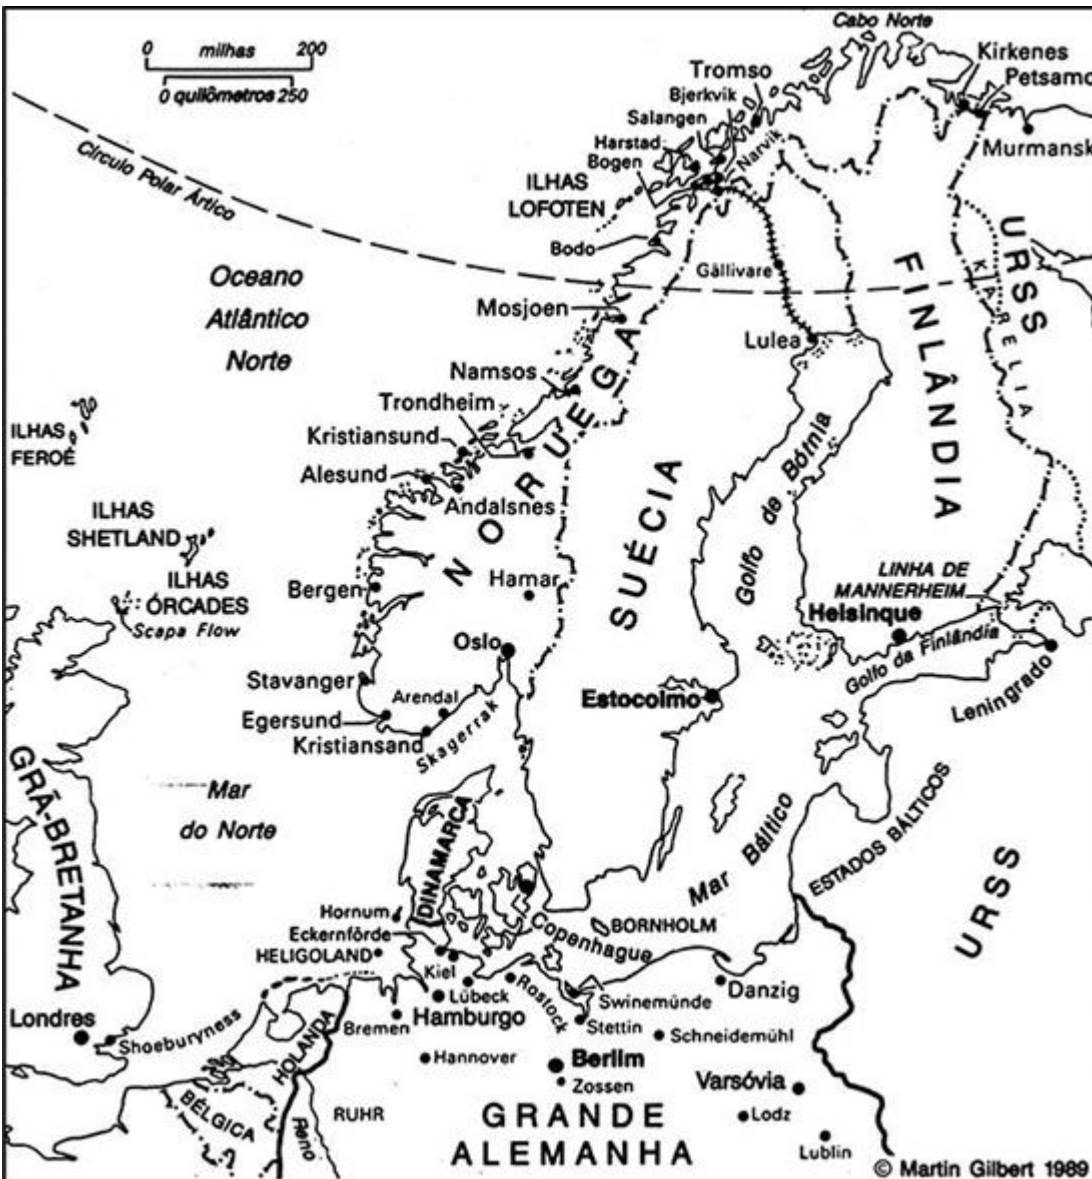 Cabo Norte
0 milhas 200
0 quilômetros 250
Kirkenes
Petsamo
Tromso
Bjerkvik
Salangen
Harstad
Bogen
Narvik
Murmansk
Círculo Polar Ártico
ILHAS
LOFOTEN
Bodo
Gällivare
URSS
KARELIA
FINLÂNDIA
Oceano
Atlântico
Norte
Mosjoen
Lulea
Namsos
Trondheim
Kristiansund
Alesund
Andalsnes
NORUEGA
SUÉCIA
Golfo de Bótnia
ILHAS
FEROÉ
ILHAS
SHETLAND
ILHAS
ÓRCADES
Scapa Flow
Bergen
Hamar
LINHA DE
MANNERHEIM
Helsinque
Golfo da Finlândia
Leningrado
Oslo
Stavanger
Arendal
Egersund
Kristiansand
Skagerrak
Estocolmo
GRÃ-BRETANHA
Mar
do Norte
DINAMARCA
Mar Báltico
ESTADOS BÁLTICOS
URSS
Hornum
Eckernförde
HELIGOLAND
Kiel
Copenhague
BORNHOLM
Lübeck
Rostock
Swinemünde
Danzig
Londres
Shoeburyness
HOLANDA
Bremen
Hamburgo
Stettin
Schneidemühl
Hannover
Berlim
Zossen
Varsóvia
BÉLGICA
Reno
RUHR
GRANDE
ALEMANHA
Lodz
Lublin
© Martin Gilbert 1989